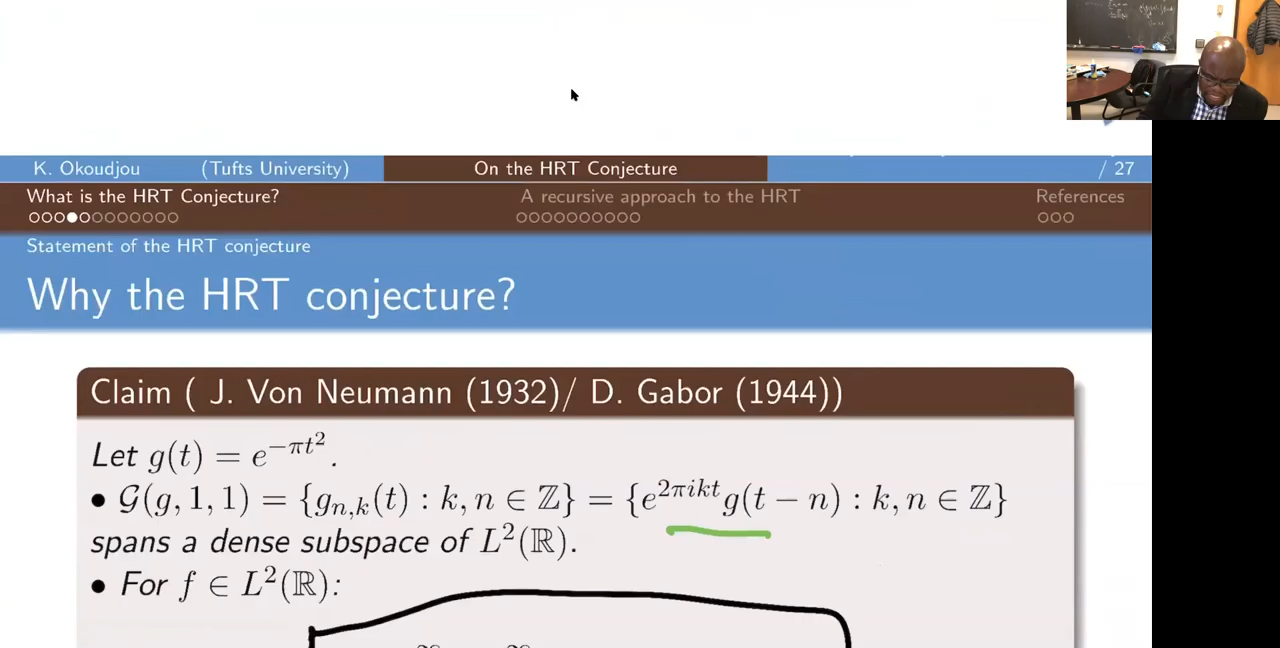 K. Okoudjou (Tufts University) On the HRT Conjecture / 27
What is the HRT Conjecture? A recursive approach to the HRT References
Statement of the HRT conjecture
Why the HRT conjecture?
Claim ( J. Von Neumann (1932)/ D. Gabor (1944))
Let g(t) = e^{-πt^2}.
• 𝒢(g, 1, 1) = {g_{n,k}(t) : k, n ∈ ℤ} = {e^{2πikt}g(t − n) : k, n ∈ ℤ}
spans a dense subspace of L^2(ℝ).
• For f ∈ L^2(ℝ):